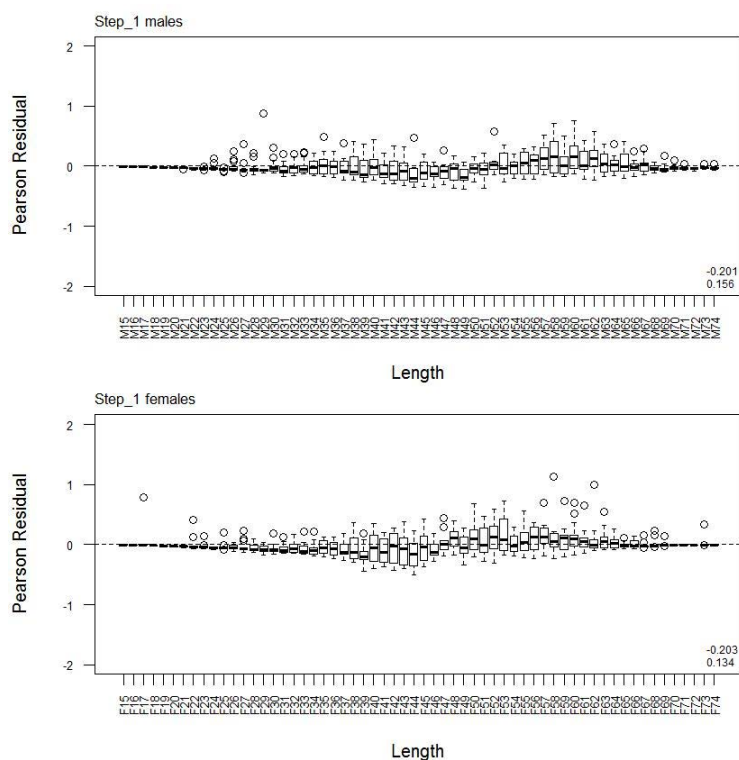 Step_1 males
Pearson Residual
2
1
0
-1
-2
-0.201
0.156
M15 M16 M17 M18 M19 M20 M21 M22 M23 M24 M25 M26 M27 M28 M29 M30 M31 M32 M33 M34 M35 M36 M37 M38 M39 M40 M41 M42 M43 M44 M45 M46 M47 M48 M49 M50 M51 M52 M53 M54 M55 M56 M57 M58 M59 M60 M61 M62 M63 M64 M65 M66 M67 M68 M69 M70 M71 M72 M73 M74
Length
Step_1 females
Pearson Residual
2
1
0
-1
-2
-0.203
0.134
F15 F16 F17 F18 F19 F20 F21 F22 F23 F24 F25 F26 F27 F28 F29 F30 F31 F32 F33 F34 F35 F36 F37 F38 F39 F40 F41 F42 F43 F44 F45 F46 F47 F48 F49 F50 F51 F52 F53 F54 F55 F56 F57 F58 F59 F60 F61 F62 F63 F64 F65 F66 F67 F68 F69 F70 F71 F72 F73 F74
Length